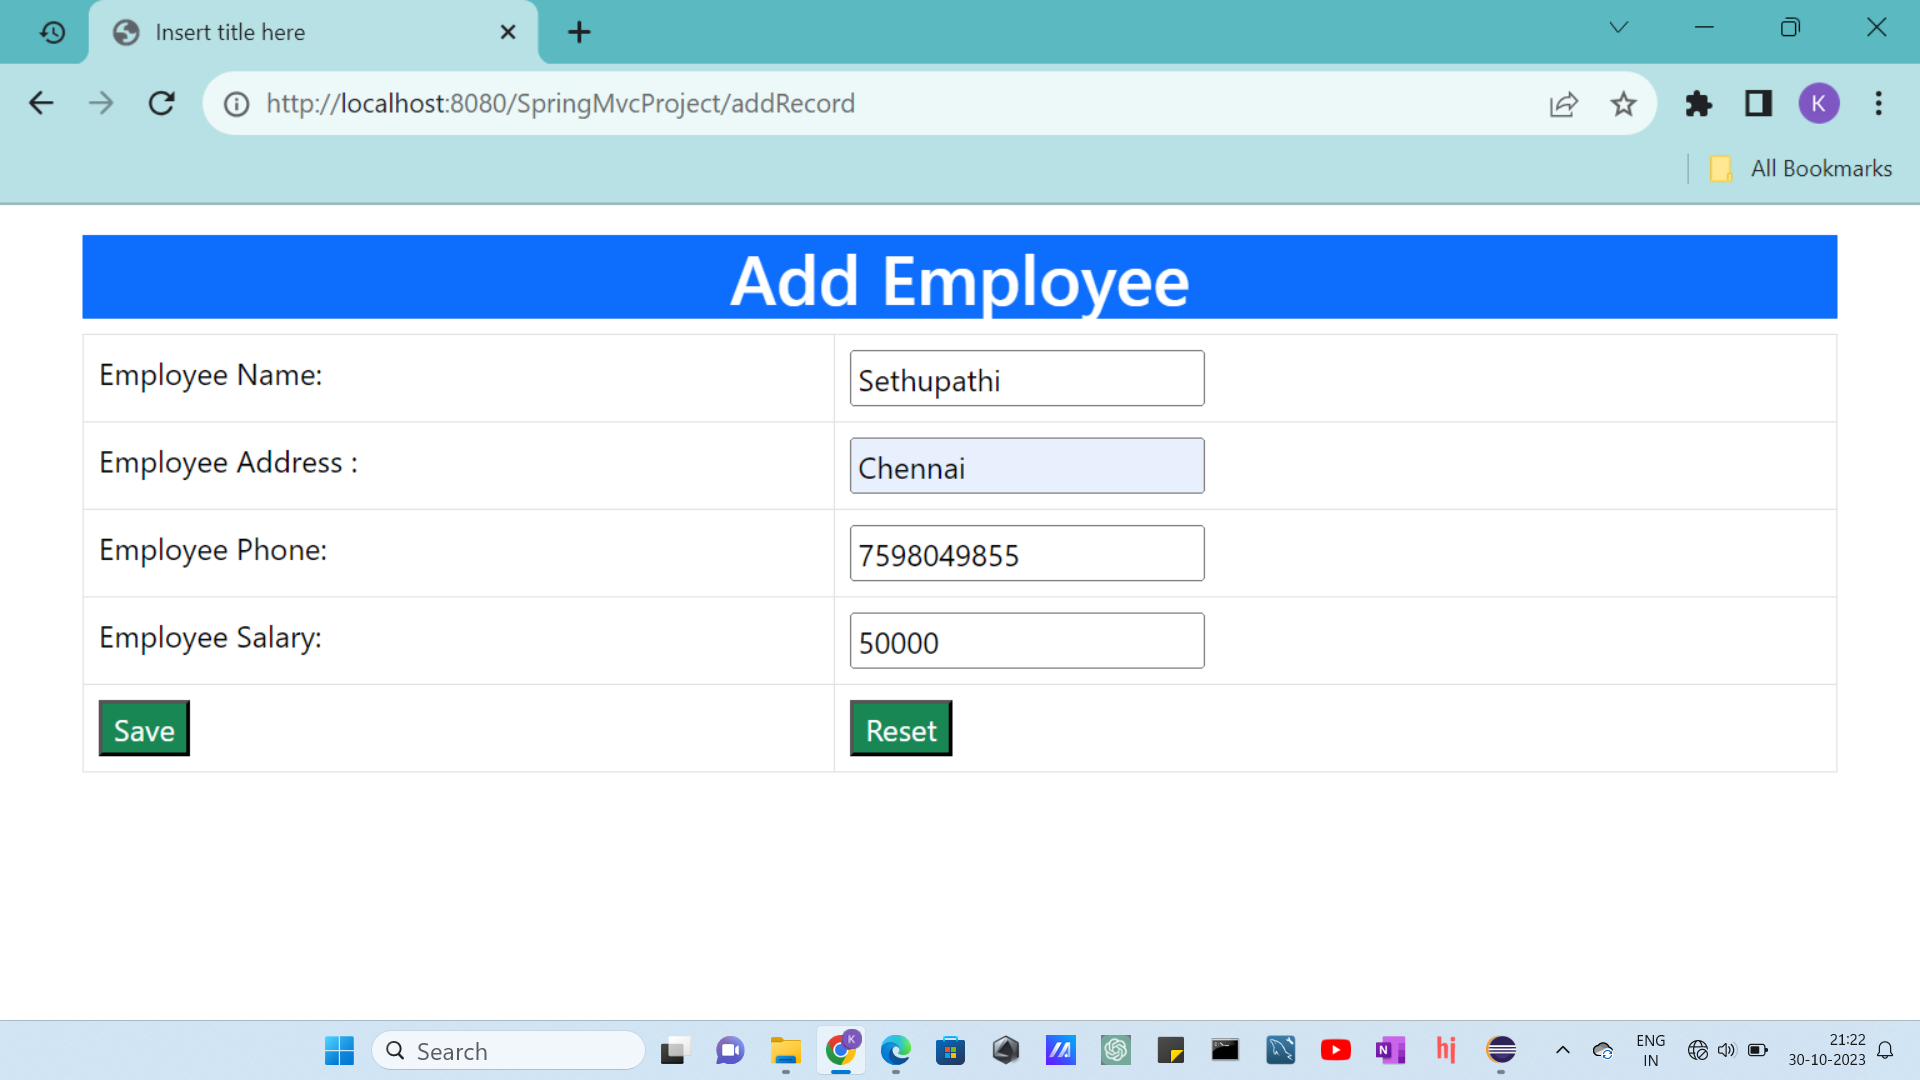 Insert title here
http://localhost:8080/SpringMvcProject/addRecord
K
All Bookmarks
Add Employee
Employee Name:
Sethupathi
Employee Address :
Chennai
Employee Phone:
7598049855
Employee Salary:
50000
Save
Reset
Search
K
N
hj
ENG
IN
21:22
30-10-2023